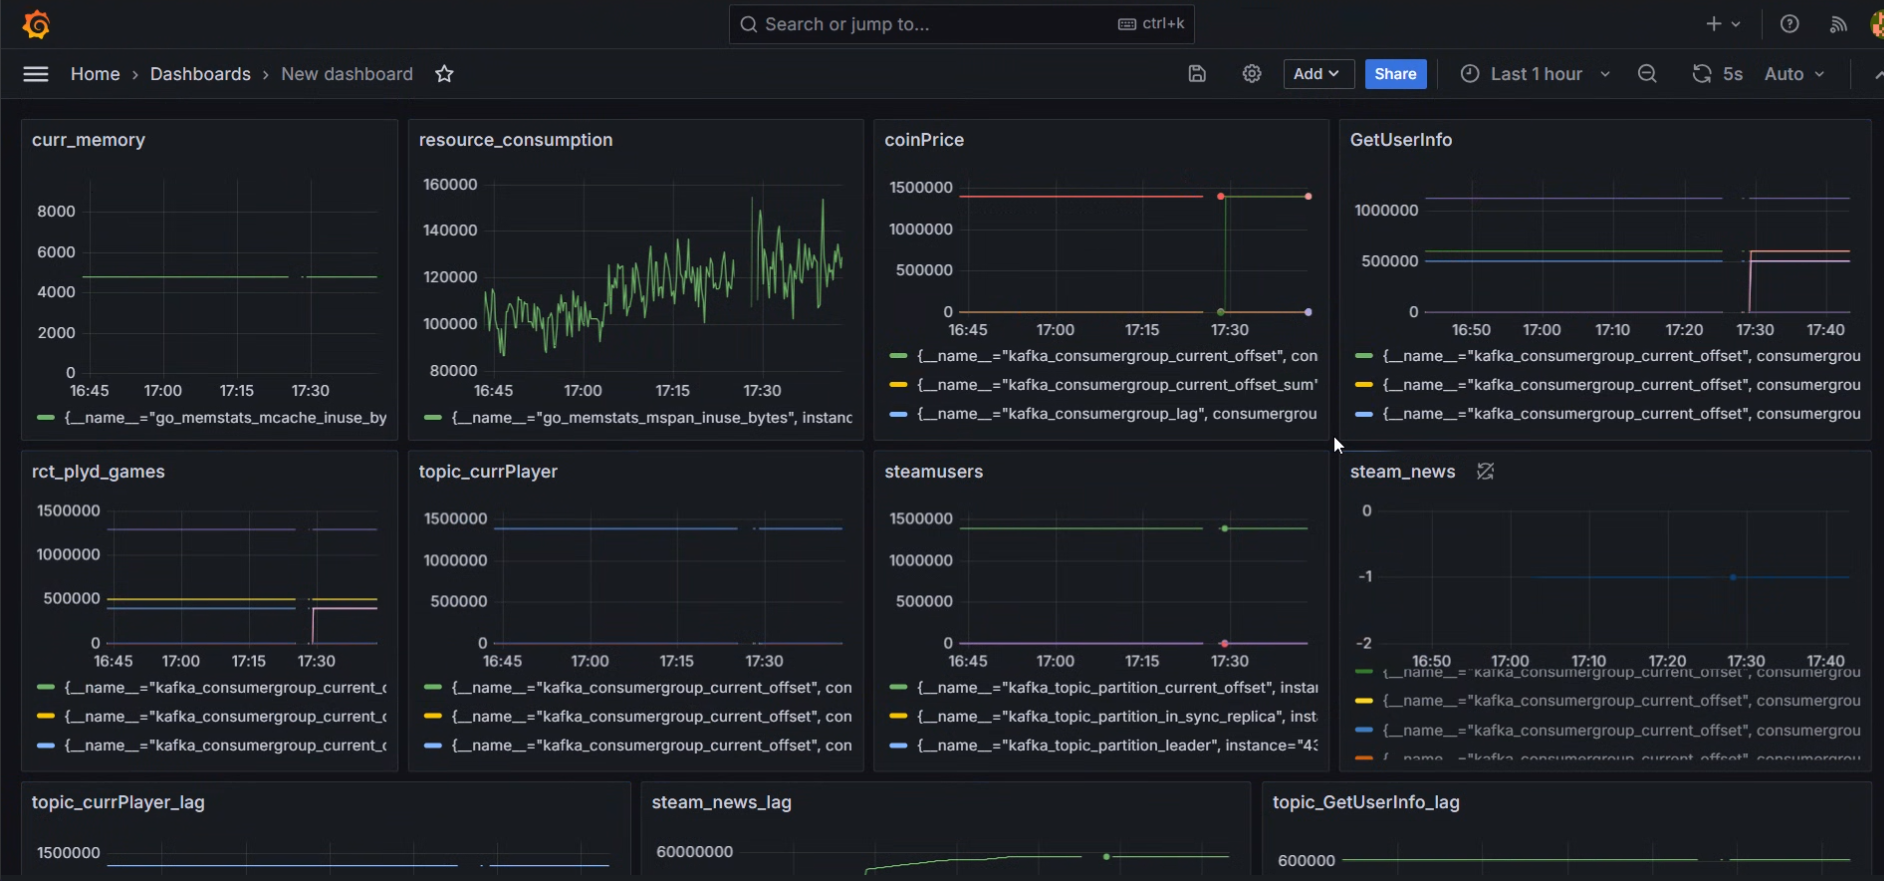 Search or jump to... ctrl+k
Home › Dashboards › New dashboard Add Share Last 1 hour 5s Auto
curr_memory
8000
6000
4000
2000
0
16:45 17:00 17:15 17:30
{__name__="go_memstats_mcache_inuse_by
resource_consumption
160000
140000
120000
100000
80000
16:45 17:00 17:15 17:30
{__name__="go_memstats_mspan_inuse_bytes", instanc
coinPrice
1500000
1000000
500000
0
16:45 17:00 17:15 17:30
{__name__="kafka_consumergroup_current_offset", con
{__name__="kafka_consumergroup_current_offset_sum"
{__name__="kafka_consumergroup_lag", consumergrou
GetUserInfo
1000000
500000
0
16:50 17:00 17:10 17:20 17:30 17:40
{__name__="kafka_consumergroup_current_offset", consumergrou
{__name__="kafka_consumergroup_current_offset", consumergrou
{__name__="kafka_consumergroup_current_offset", consumergrou
rct_plyd_games
1500000
1000000
500000
0
16:45 17:00 17:15 17:30
{__name__="kafka_consumergroup_current_c
{__name__="kafka_consumergroup_current_c
{__name__="kafka_consumergroup_current_c
topic_currPlayer
1500000
1000000
500000
0
16:45 17:00 17:15 17:30
{__name__="kafka_consumergroup_current_offset", con
{__name__="kafka_consumergroup_current_offset", con
{__name__="kafka_consumergroup_current_offset", con
steamusers
1500000
1000000
500000
0
16:45 17:00 17:15 17:30
{__name__="kafka_topic_partition_current_offset", instar
{__name__="kafka_topic_partition_in_sync_replica", inst
{__name__="kafka_topic_partition_leader", instance="43
steam_news
0
-1
-2
16:50 17:00 17:10 17:20 17:30 17:40
{__name__="kafka_consumergroup_current_offset", consumergrou
{__name__="kafka_consumergroup_current_offset", consumergrou
{__name__="kafka_consumergroup_current_offset", consumergrou
{__name__="kafka_consumergroup_current_offset", consumergrou
topic_currPlayer_lag
1500000
steam_news_lag
60000000
topic_GetUserInfo_lag
600000